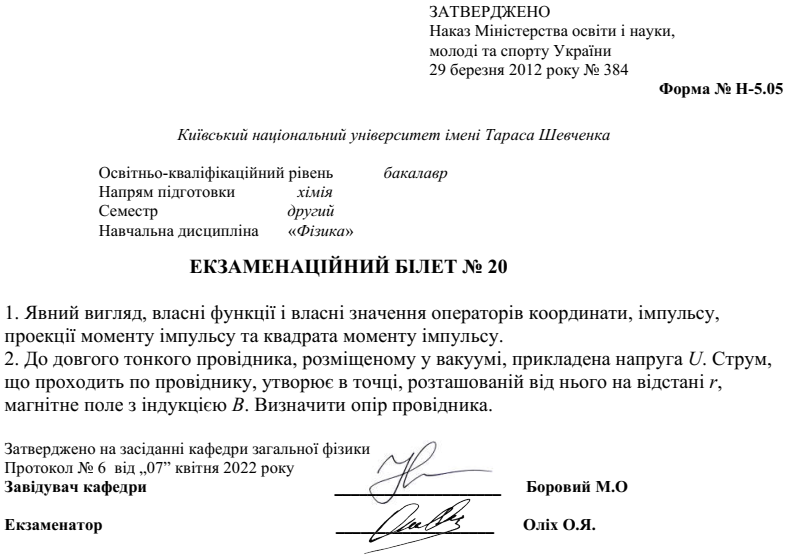 ЗАТВЕРДЖЕНО
Наказ Міністерства освіти і науки,
молоді та спорту України
29 березня 2012 року № 384
Форма № Н-5.05
Київський національний університет імені Тараса Шевченка
Освітньо-кваліфікаційний рівень бакалавр
Напрям підготовки хімія
Семестр другий
Навчальна дисципліна «Фізика»
ЕКЗАМЕНАЦІЙНИЙ БІЛЕТ № 20
1. Явний вигляд, власні функції і власні значення операторів координати, імпульсу,
проекції моменту імпульсу та квадрата моменту імпульсу.
2. До довгого тонкого провідника, розміщеному у вакуумі, прикладена напруга U. Струм,
що проходить по провіднику, утворює в точці, розташованій від нього на відстані r,
магнітне поле з індукцією B. Визначити опір провідника.
Затверджено на засіданні кафедри загальної фізики
Протокол № 6 від „07” квітня 2022 року
Завідувач кафедри ____________________ Боровий М.О
Екзаменатор ____________________ Оліх О.Я.